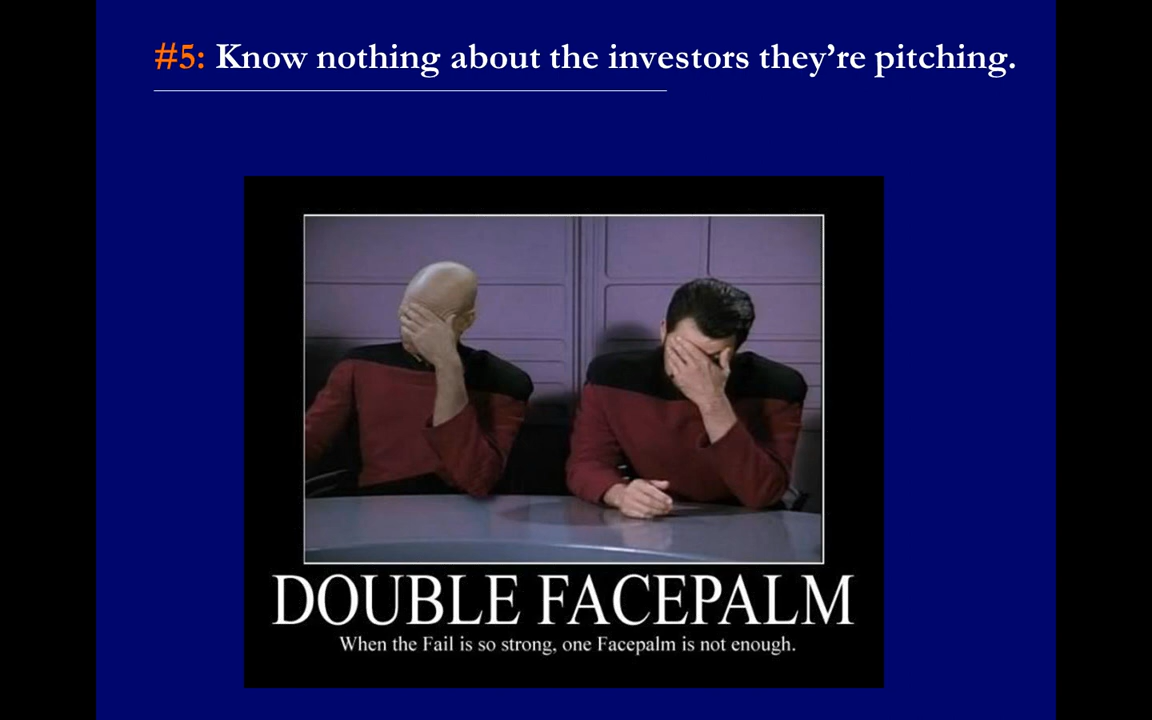 #5: Know nothing about the investors they’re pitching.
DOUBLE FACEPALM
When the Fail is so strong, one Facepalm is not enough.